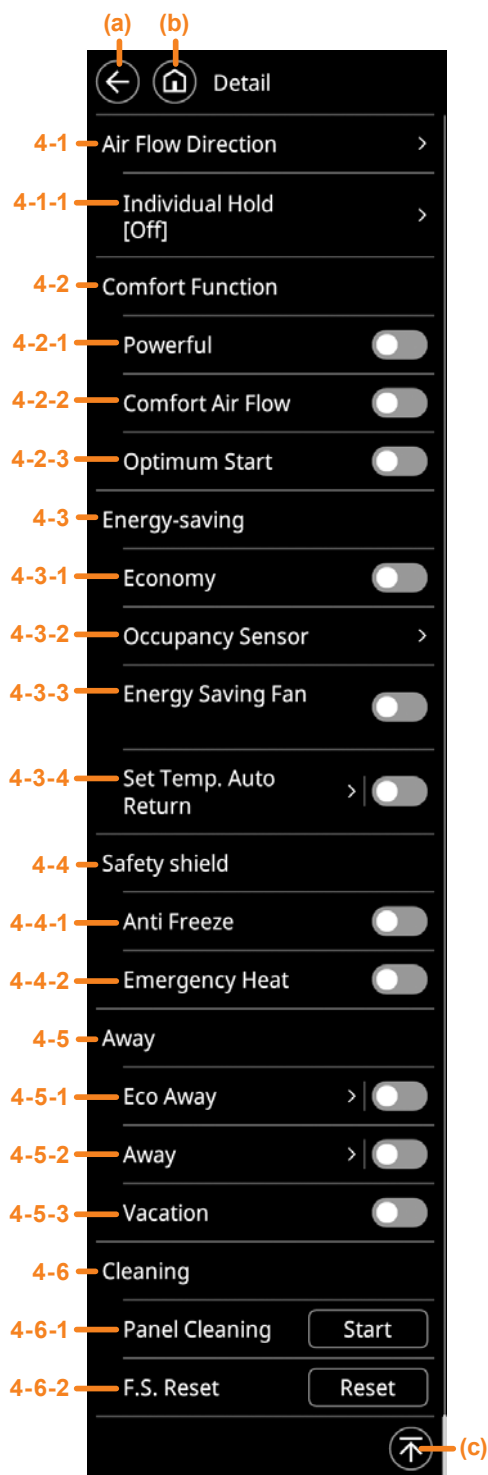 (a) (b)
Detail
4-1 Air Flow Direction >
4-1-1 Individual Hold >
[Off]
4-2 Comfort Function
4-2-1 Powerful
4-2-2 Comfort Air Flow
4-2-3 Optimum Start
4-3 Energy-saving
4-3-1 Economy
4-3-2 Occupancy Sensor >
4-3-3 Energy Saving Fan
4-3-4 Set Temp. Auto >
Return
4-4 Safety shield
4-4-1 Anti Freeze
4-4-2 Emergency Heat
4-5 Away
4-5-1 Eco Away >
4-5-2 Away >
4-5-3 Vacation
4-6 Cleaning
4-6-1 Panel Cleaning Start
4-6-2 F.S. Reset Reset
(c)